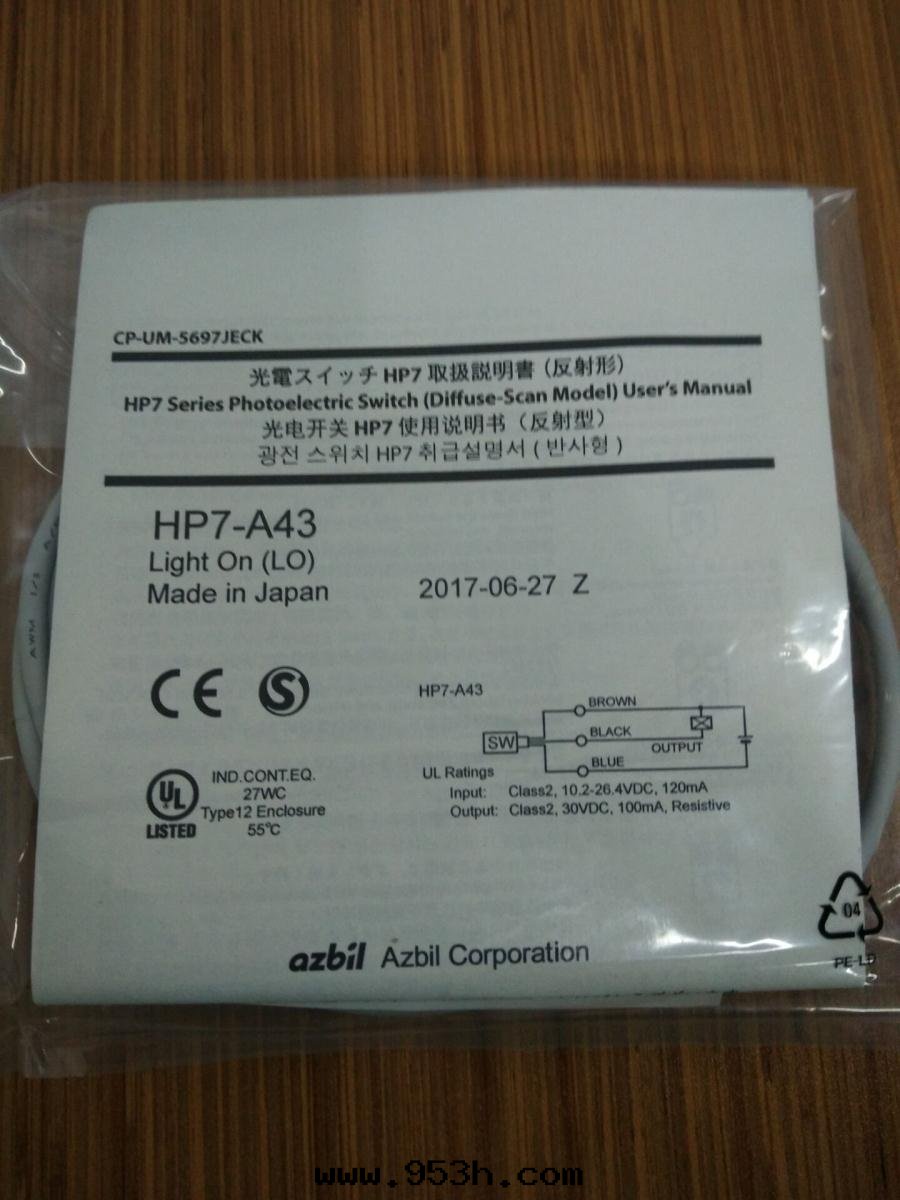 CP-UM-5697JECK
光電スイッチ HP7 取扱説明書（反射形）
HP7 Series Photoelectric Switch (Diffuse-Scan Model) User's Manual
光电开关 HP7 使用说明书（反射型）
광전 스위치 HP7 취급설명서 ( 반사형 )
HP7-A43
Light On (LO)
Made in Japan 2017-06-27 Z
CE S
HP7-A43
BROWN
SW BLACK
OUTPUT
BLUE
UL Ratings
Input: Class2, 10.2-26.4VDC, 120mA
Output: Class2, 30VDC, 100mA, Resistive
UL
LISTED
IND.CONT.EQ.
27WC
Type12 Enclosure
55℃
azbil Azbil Corporation
04
PE-LD
AWM
www.953h.com